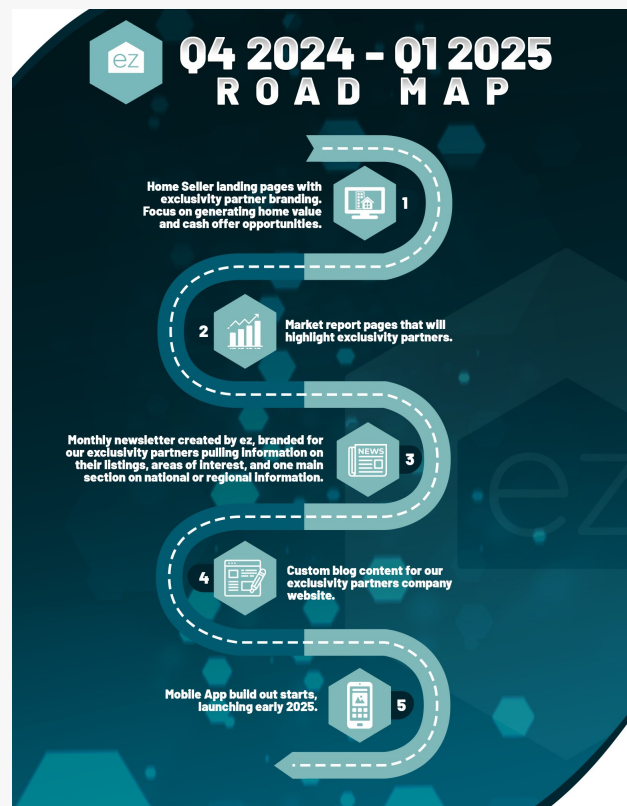 ez
Q4 2024 - Q1 2025
ROAD MAP
Home Seller landing pages with
exclusivity partner branding.
Focus on generating home value
and cash offer opportunities.
1
2
Market report pages that will
highlight exclusivity partners.
Monthly newsletter created by ez, branded for
our exclusivity partners pulling information on
their listings, areas of interest, and one main
section on national or regional information.
NEWS
3
ez
4
Custom blog content for our
exclusivity partners company
website.
Mobile App build out starts,
launching early 2025.
5